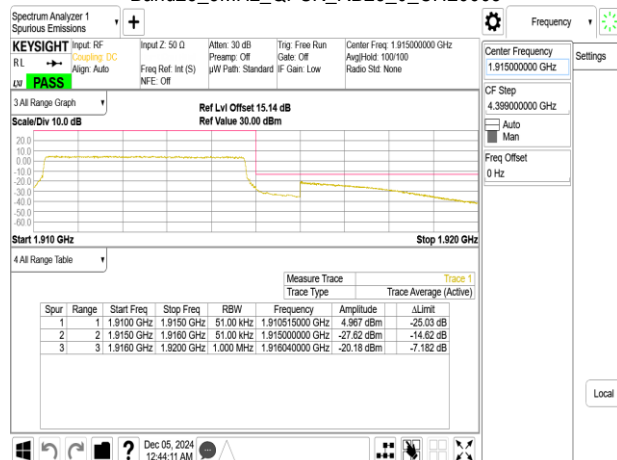 Spectrum Analyzer 1
Spurious Emissions
Frequency
KEYSIGHT
RL
Input: RF
Coupling: DC
Align: Auto
Input Z: 50 Ω
Freq Ref: Int (S)
NFE: Off
Atten: 30 dB
Preamp: Off
µW Path: Standard
Trig: Free Run
Gate: Off
IF Gain: Low
Center Freq: 1.915000000 GHz
Avg|Hold: 100/100
Radio Std: None
LXI PASS
Center Frequency
1.915000000 GHz
Settings
CF Step
4.399000000 GHz
Auto
Man
Freq Offset
0 Hz
3 All Range Graph
Scale/Div 10.0 dB
Ref Lvl Offset 15.14 dB
Ref Value 30.00 dBm
20.0
10.0
0.00
-10.0
-20.0
-30.0
-40.0
-50.0
-60.0
Start 1.910 GHz
Stop 1.920 GHz
4 All Range Table
Measure Trace Trace 1
Trace Type Trace Average (Active)
Spur Range Start Freq Stop Freq RBW Frequency Amplitude ΔLimit
1 1 1.9100 GHz 1.9150 GHz 51.00 kHz 1.910515000 GHz 4.967 dBm -25.03 dB
2 2 1.9150 GHz 1.9160 GHz 51.00 kHz 1.915000000 GHz -27.62 dBm -14.62 dB
3 3 1.9160 GHz 1.9200 GHz 1.000 MHz 1.916040000 GHz -20.18 dBm -7.182 dB
Local
Dec 05, 2024
12:44:11 AM